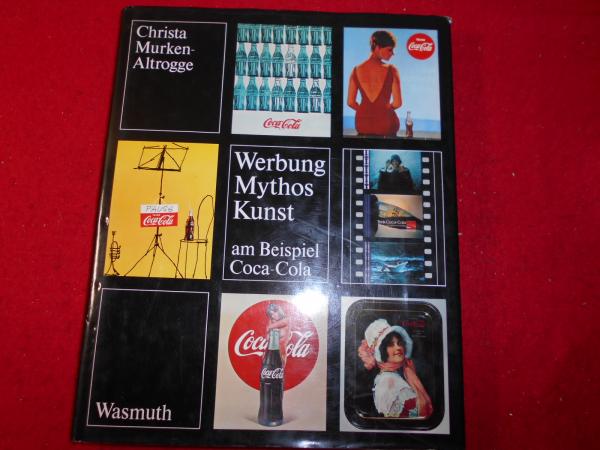 Christa
Murken-
Altrogge
Coca-Cola
Coca-Cola
PAUSE
Coca-Cola
Werbung
Mythos
Kunst
am Beispiel
Coca-Cola
Coca-Cola
Coca-Cola
Wasmuth